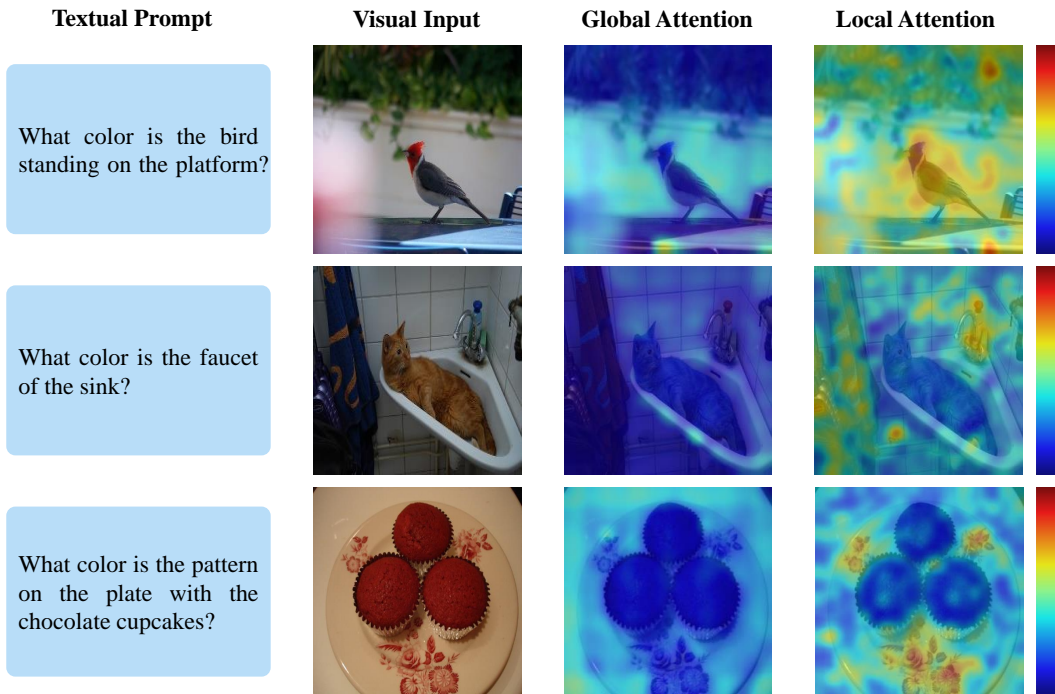 Textual Prompt
Visual Input
Global Attention
Local Attention
What color is the bird
standing on the platform?
What color is the faucet
of the sink?
What color is the pattern
on the plate with the
chocolate cupcakes?